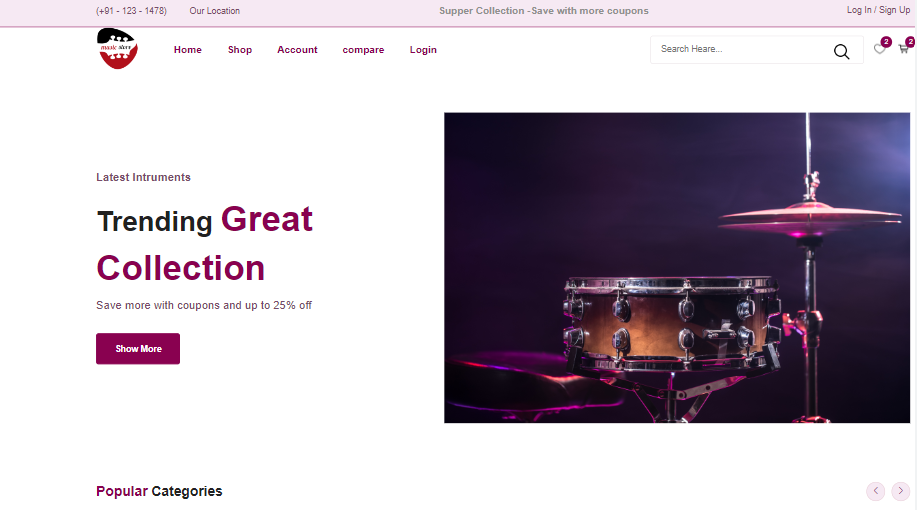 (+91 - 123 - 1478) Our Location Supper Collection -Save with more coupons Log In / Sign Up
music store Home Shop Account compare Login Search Heare... 2 2
Latest Intruments
Trending Great
Collection
Save more with coupons and up to 25% off
Show More
Popular Categories